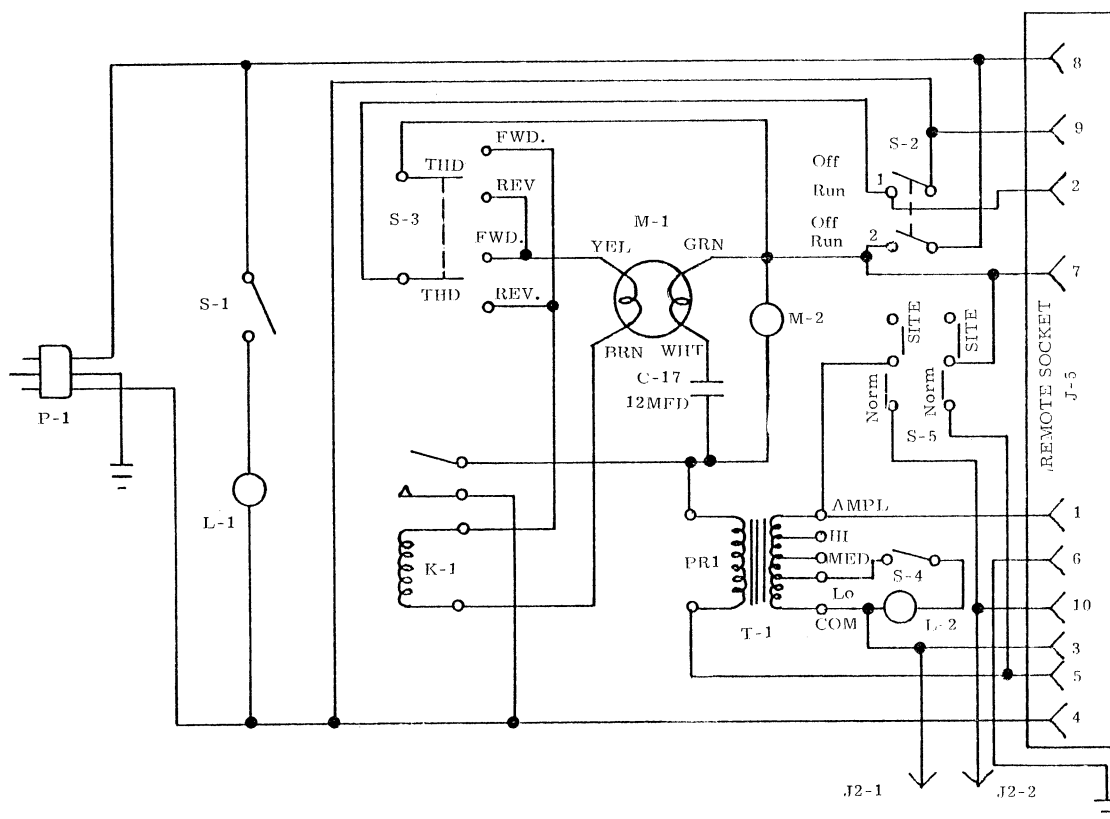 8
FWD.
THD
9
S-2
Off
Run
1
2
REV
S-3
M-1
FWD.
YEL
GRN
Off
Run
2
7
THD
REV.
S-1
M-2
SITE
SITE
BRN
WHT
C-17
12MFD
Norm
Norm
S-5
REMOTE SOCKET
J-5
P-1
L-1
AMPL
1
HI
MED
S-4
6
K-1
PR1
Lo
COM
L-2
10
T-1
3
5
4
J2-1
J2-2